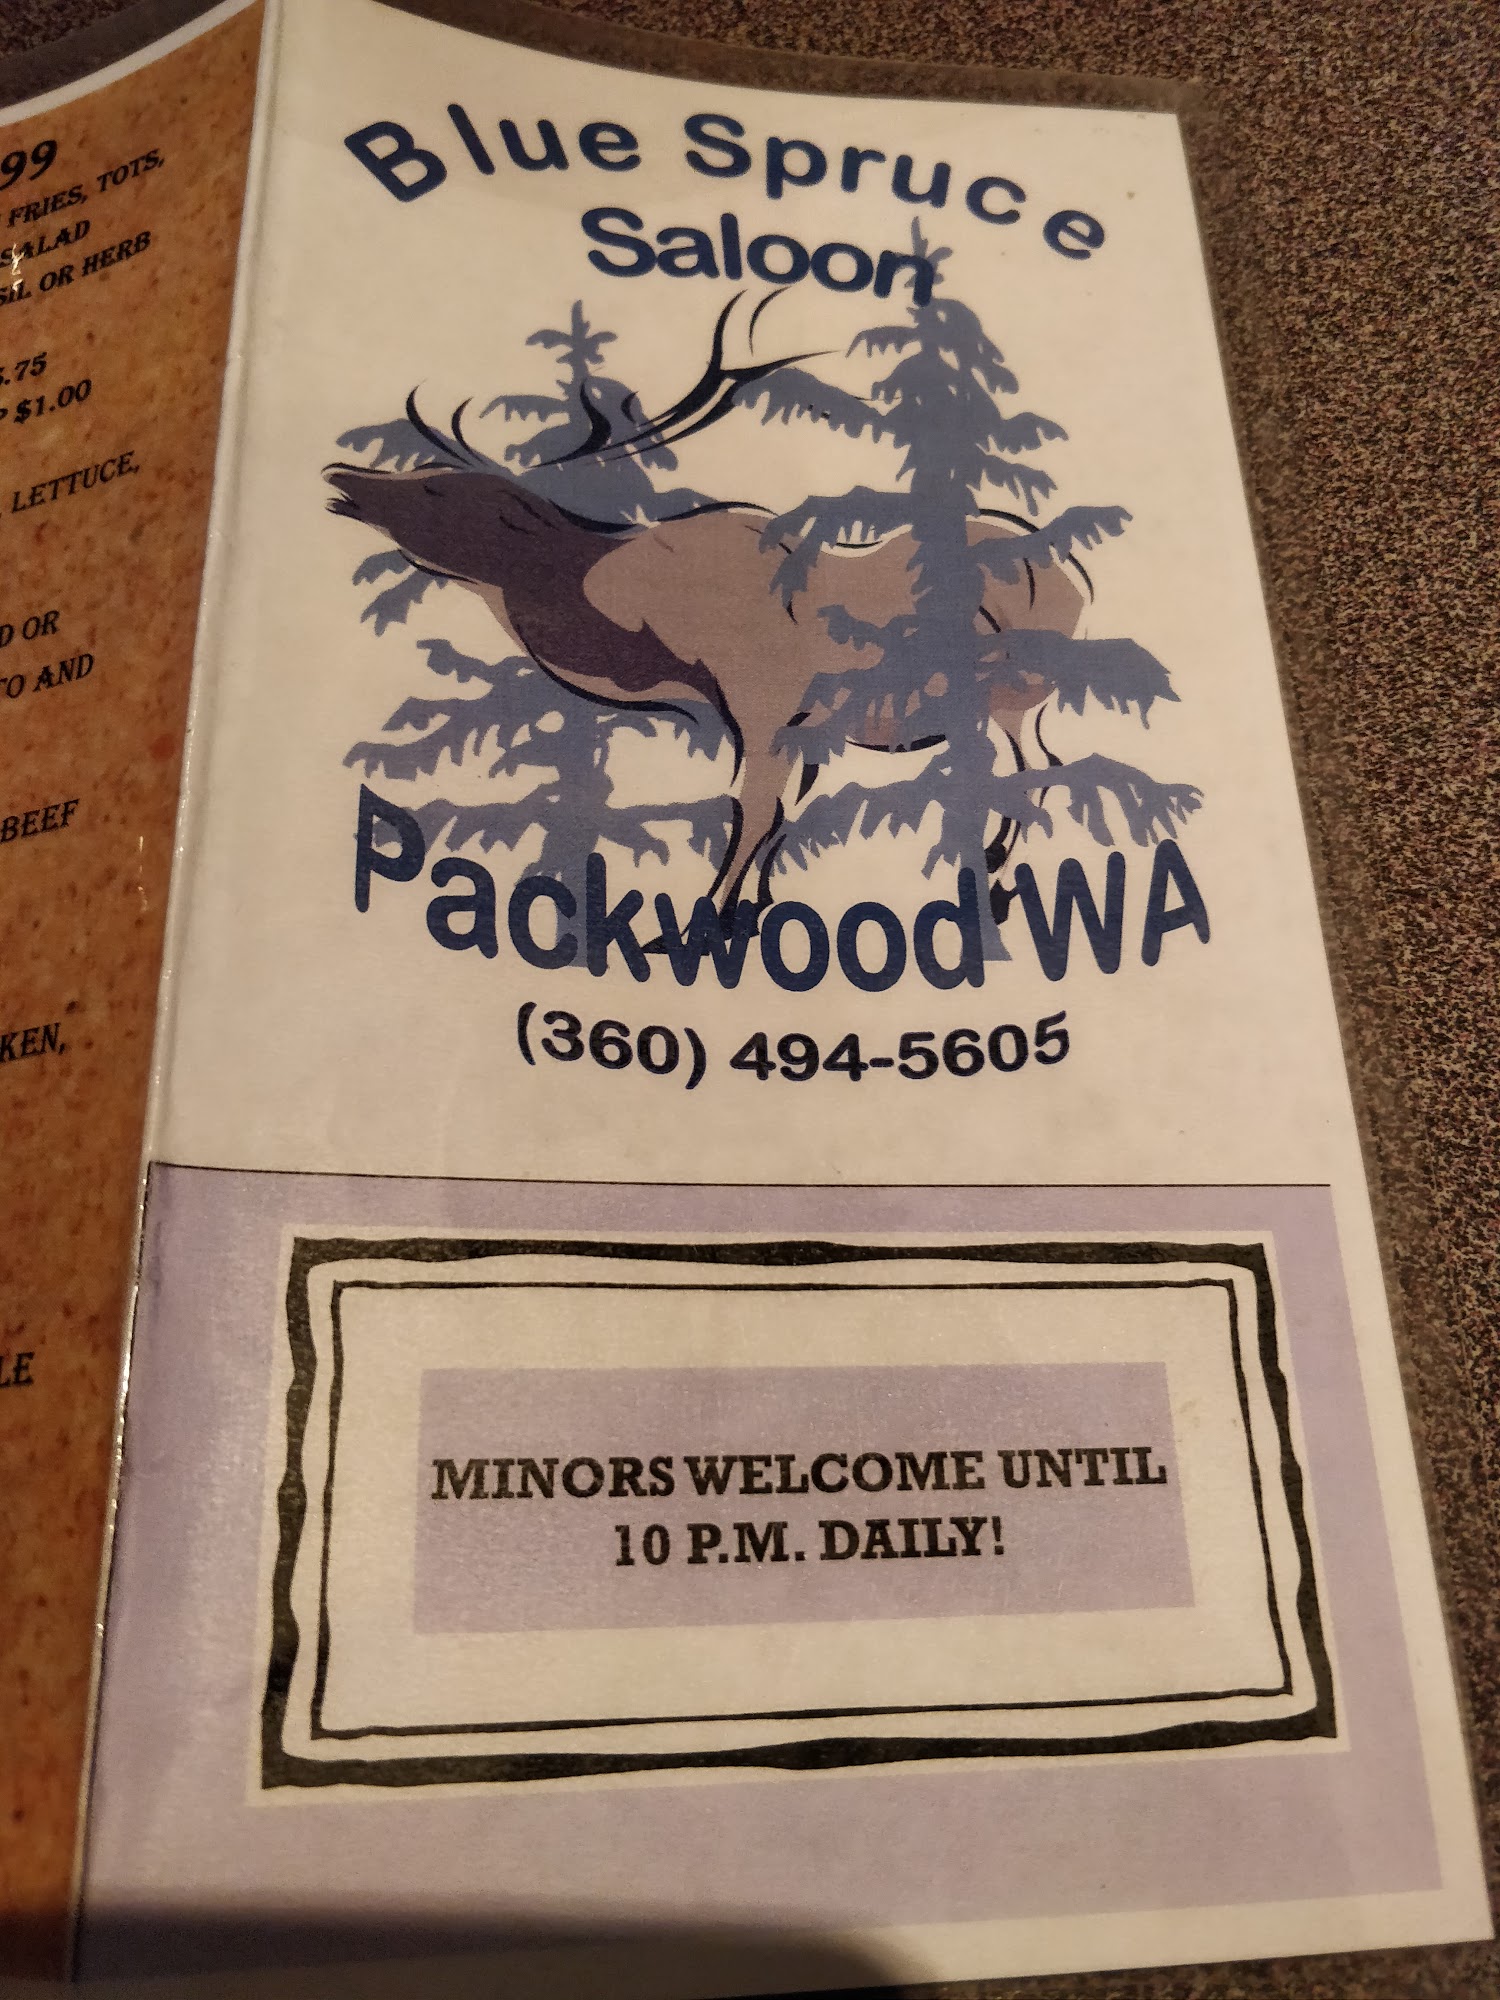 99
FRIES, TOTS,
SALAD
OR HERB
.75
$1.00
LETTUCE,
OR
AND
BEEF
Blue Spruce
Saloon
Packwood WA
(360) 494-5605
MINORS WELCOME UNTIL
10 P.M. DAILY!